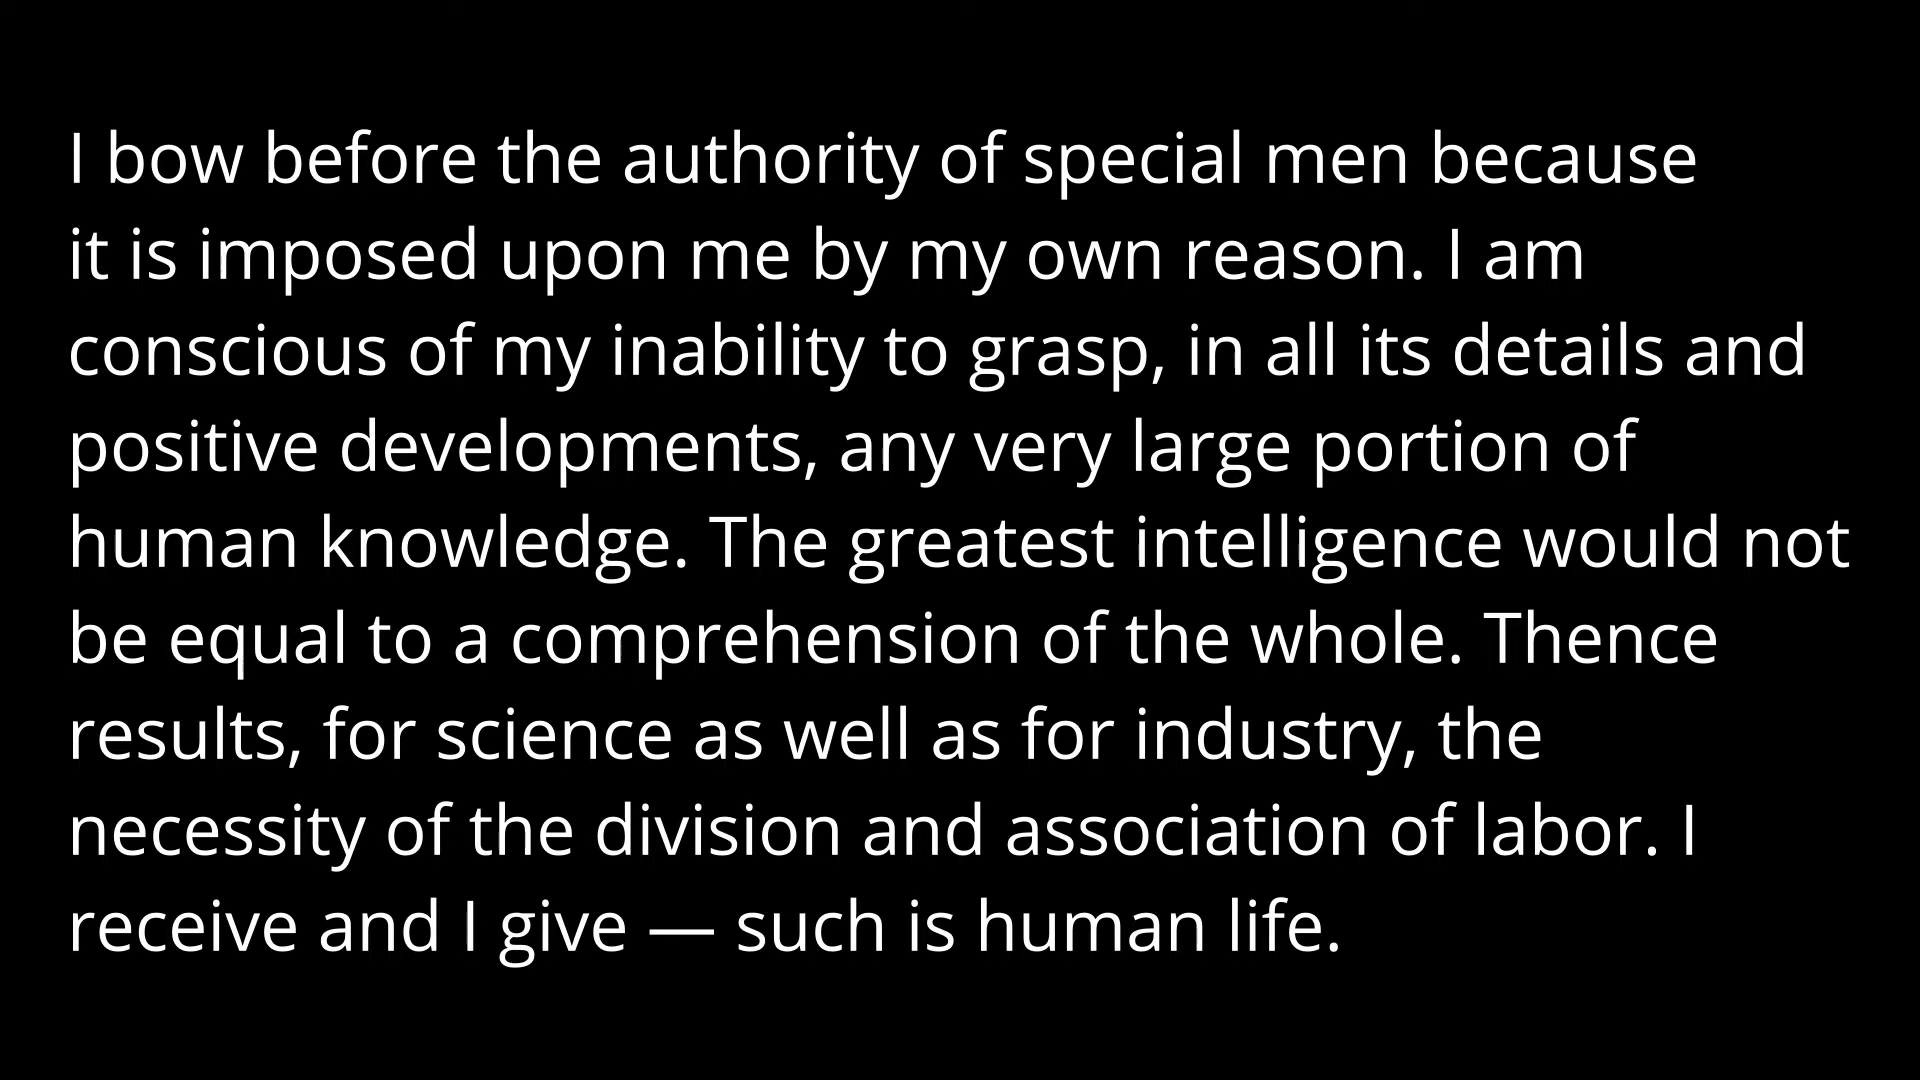 I bow before the authority of special men because
it is imposed upon me by my own reason. I am
conscious of my inability to grasp, in all its details and
positive developments, any very large portion of
human knowledge. The greatest intelligence would not
be equal to a comprehension of the whole. Thence
results, for science as well as for industry, the
necessity of the division and association of labor. I
receive and I give — such is human life.